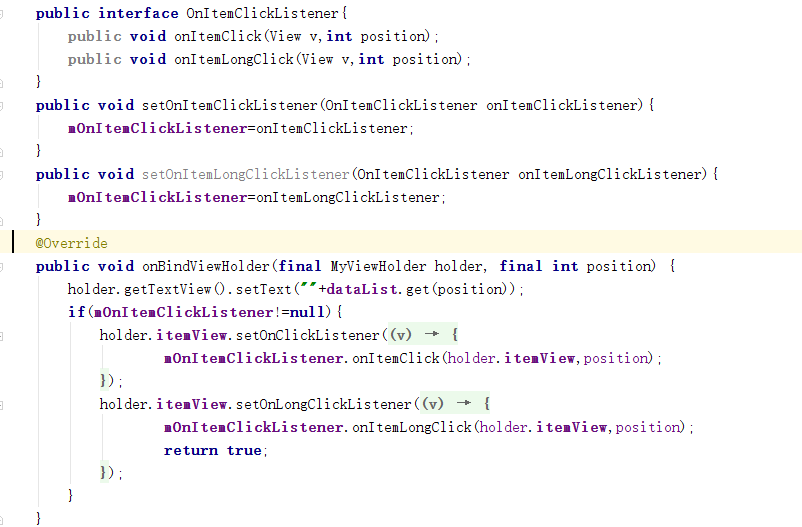 public interface OnItemClickListener{
public void onItemClick(View v,int position);
public void onItemLongClick(View v,int position);
}
public void setOnItemClickListener(OnItemClickListener onItemClickListener){
mOnItemClickListener=onItemClickListener;
}
public void setOnItemLongClickListener(OnItemClickListener onItemLongClickListener){
mOnItemClickListener=onItemLongClickListener;
}
@Override
public void onBindViewHolder(final MyViewHolder holder, final int position) {
holder.getTextView().setText(""+dataList.get(position));
if(mOnItemClickListener!=null){
holder.itemView.setOnClickListener((v) → {
mOnItemClickListener.onItemClick(holder.itemView,position);
});
holder.itemView.setOnLongClickListener((v) → {
mOnItemClickListener.onItemLongClick(holder.itemView,position);
return true;
});
}
}